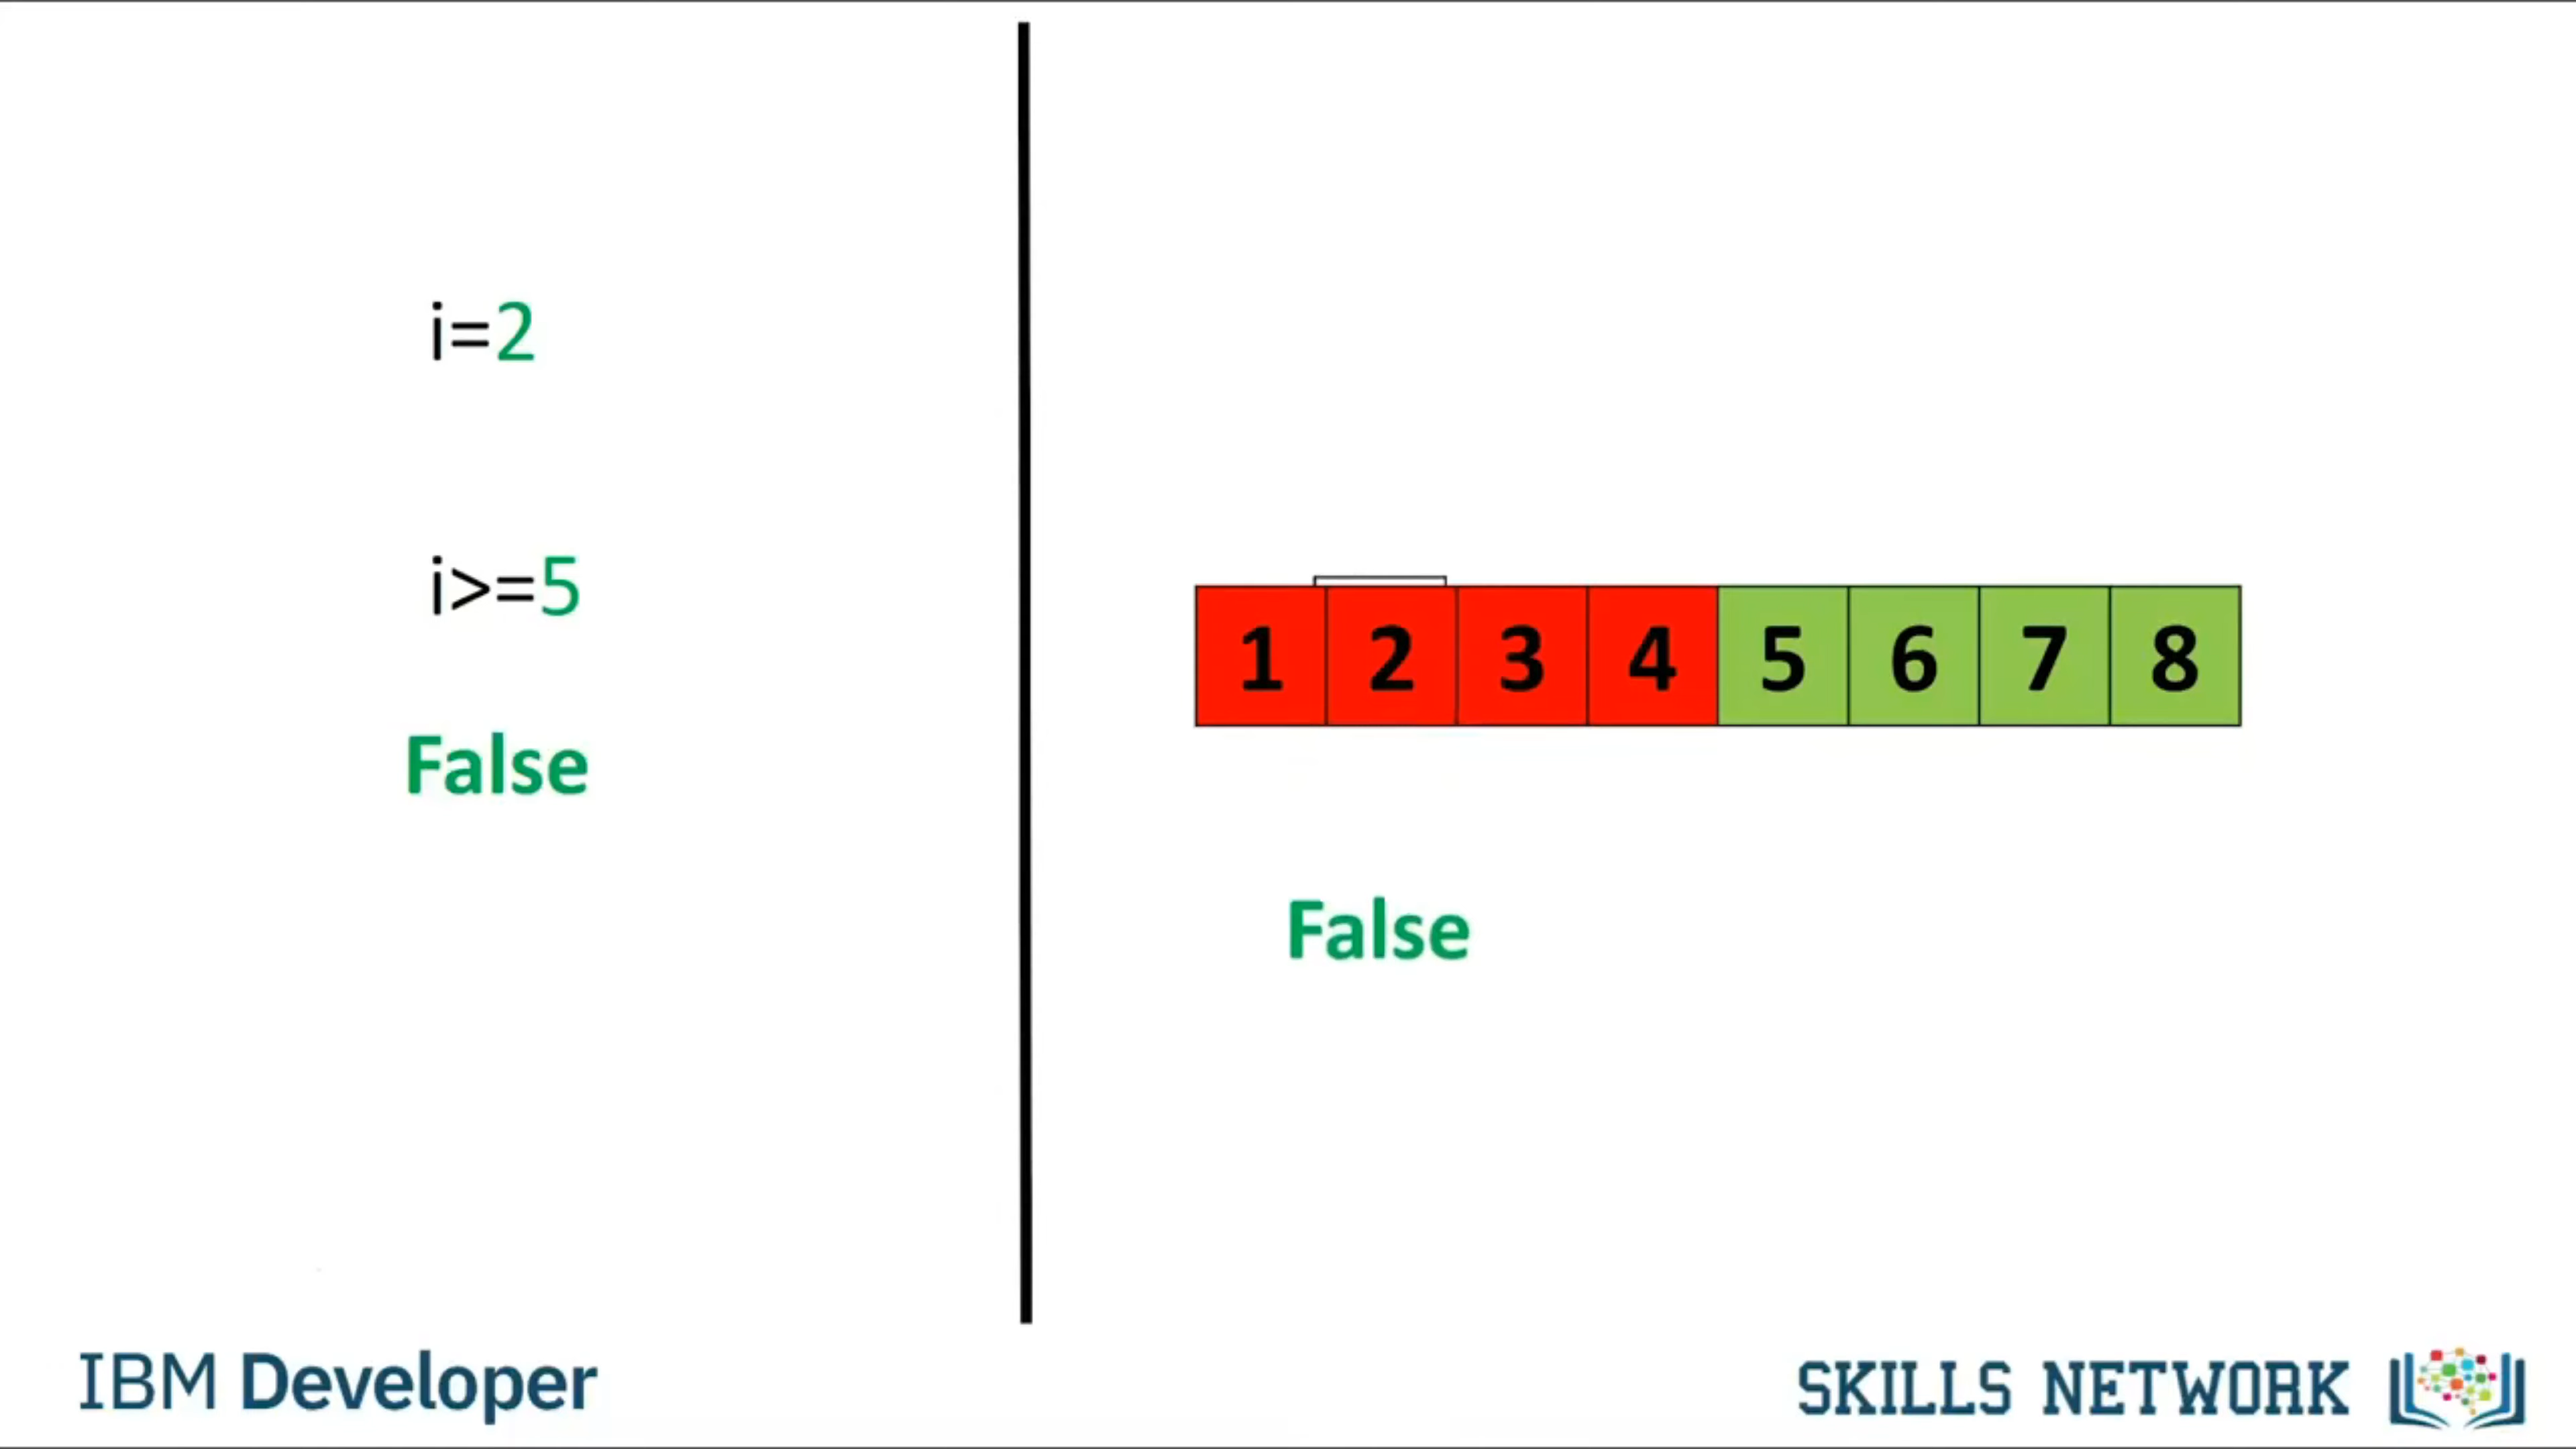 i=2
i>=5
False
1 2 3 4 5 6 7 8
False
IBM Developer
SKILLS NETWORK